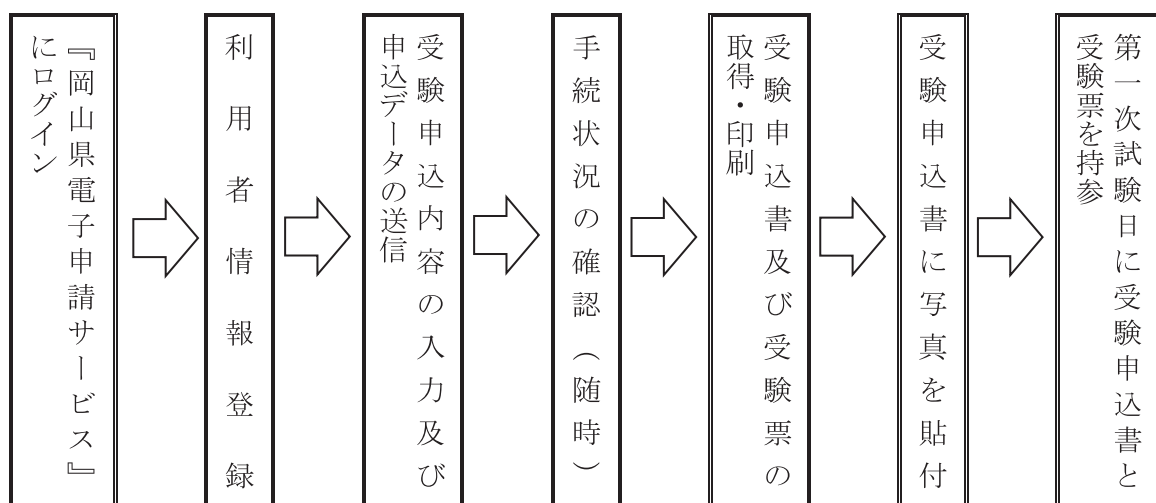 『岡山県電子申請サービス』
にログイン
利用者情報登録
受験申込内容の入力及び
申込データの送信
手続状況の確認（随時）
受験申込書及び受験票の
取得・印刷
受験申込書に写真を貼付
第一次試験日に受験申込書と
受験票を持参